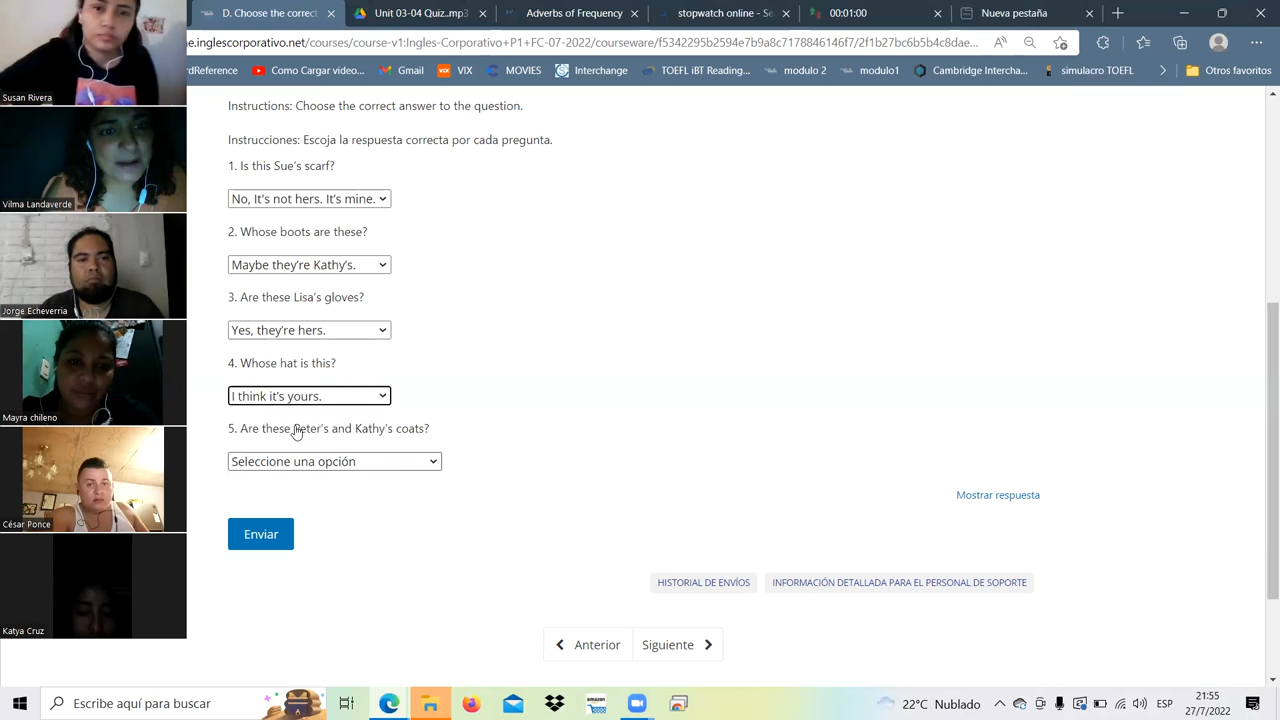 Susan Rivera
Vilma Landaverde
Jorge Echeverria
Mayra chileno
César Ponce
Katya Cruz
Unit 03-04 Quiz.mp3
Adverbs of Frequency
stopwatch online - Se
00:01:00
Nueva pestaña
e.inglescorporativo.net/courses/course-v1:Ingles-Corporativo+P1+FC-07-2022/courseware/f5342295b2594e7b9a8c7178846146f7/2f1b27bc6b5b4c8dae...
rdReference
Como Cargar video...
Gmail
VIX
MOVIES
Interchange
TOEFL iBT Reading...
modulo 2
modulo1
Cambridge Intercha...
simulacro TOEFL
Otros favoritos
Instructions: Choose the correct answer to the question.
Instrucciones: Escoja la respuesta correcta por cada pregunta.
1. Is this Sue's scarf?
No, It's not hers. It's mine.
2. Whose boots are these?
Maybe they're Kathy's.
3. Are these Lisa's gloves?
Yes, they're hers.
4. Whose hat is this?
I think it's yours.
5. Are these Peter's and Kathy's coats?
Seleccione una opción
Mostrar respuesta
Enviar
HISTORIAL DE ENVÍOS
INFORMACIÓN DETALLADA PARA EL PERSONAL DE SOPORTE
Anterior
Siguiente
Escribe aquí para buscar
amazon
22°C Nublado
ESP
21:55
27/7/2022